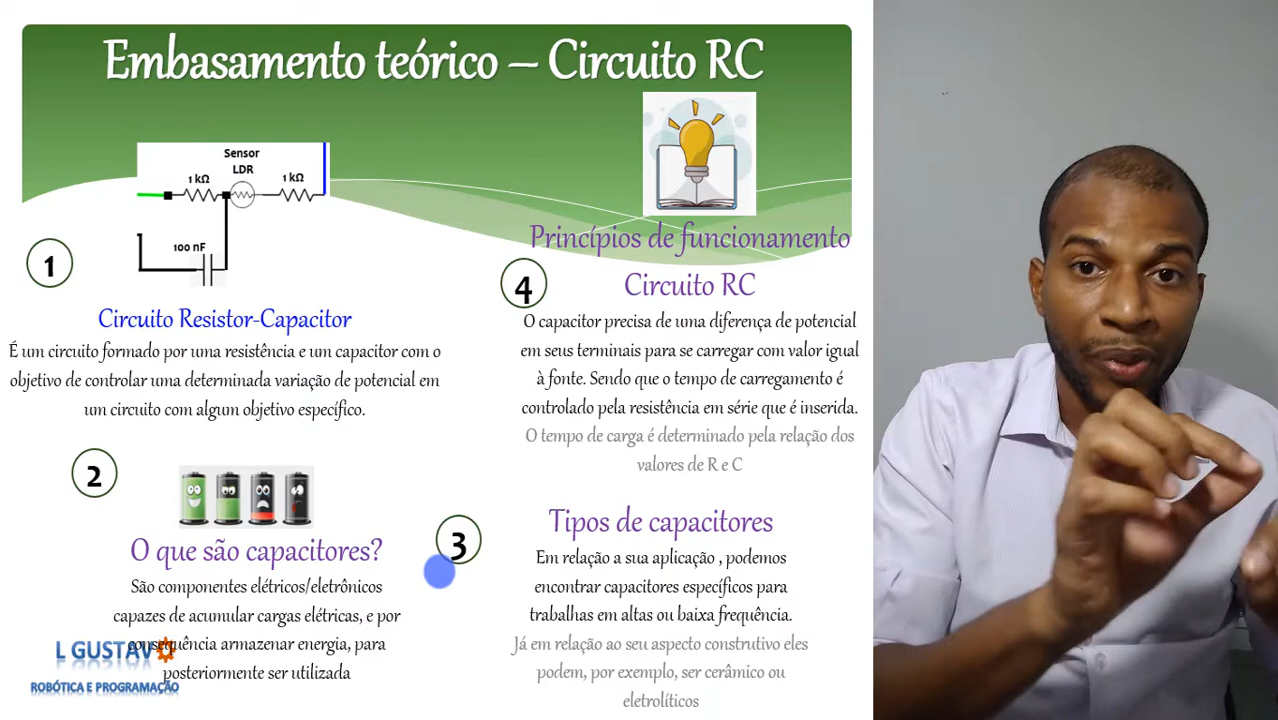 Embasamento teórico – Circuito RC
Sensor
LDR
1 kΩ
1 kΩ
100 nF
1
Circuito Resistor-Capacitor
É um circuito formado por uma resistência e um capacitor com o
objetivo de controlar uma determinada variação de potencial em
um circuito com algum objetivo específico.
2
O que são capacitores?
São componentes elétricos/eletrônicos
capazes de acumular cargas elétricas, e por
consequência armazenar energia, para
posteriormente ser utilizada
L GUSTAVO
ROBÓTICA E PROGRAMAÇÃO
3
Tipos de capacitores
Em relação a sua aplicação , podemos
encontrar capacitores específicos para
trabalhas em altas ou baixa frequência.
Já em relação ao seu aspecto construtivo eles
podem, por exemplo, ser cerâmico ou
eletrolíticos
4
Princípios de funcionamento
Circuito RC
O capacitor precisa de uma diferença de potencial
em seus terminais para se carregar com valor igual
à fonte. Sendo que o tempo de carregamento é
controlado pela resistência em série que é inserida.
O tempo de carga é determinado pela relação dos
valores de R e C